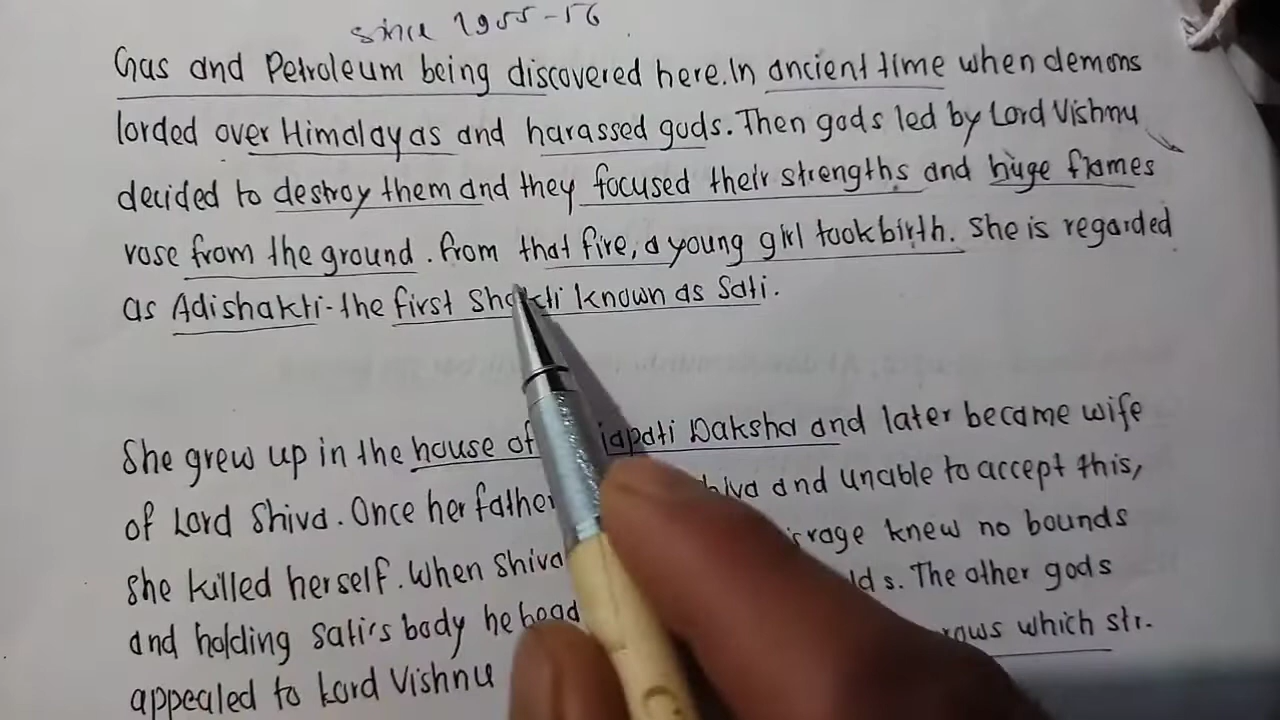 since 1955-56
Gas and Petroleum being discovered here. In ancient time when demons
lorded over Himalayas and harassed gods. Then gods led by Lord Vishnu
decided to destroy them and they focused their strengths and huge flames
rose from the ground. from that fire, a young girl took birth. She is regarded
as Adishakti - the first Shakti known as Sati.
She grew up in the house of Daksha and later became wife
of Lord Shiva. Once her father and unable to accept this,
She killed herself. When Shiva rage knew no bounds
and holding Sati's body he The other gods
appealed to Lord Vishnu which str.